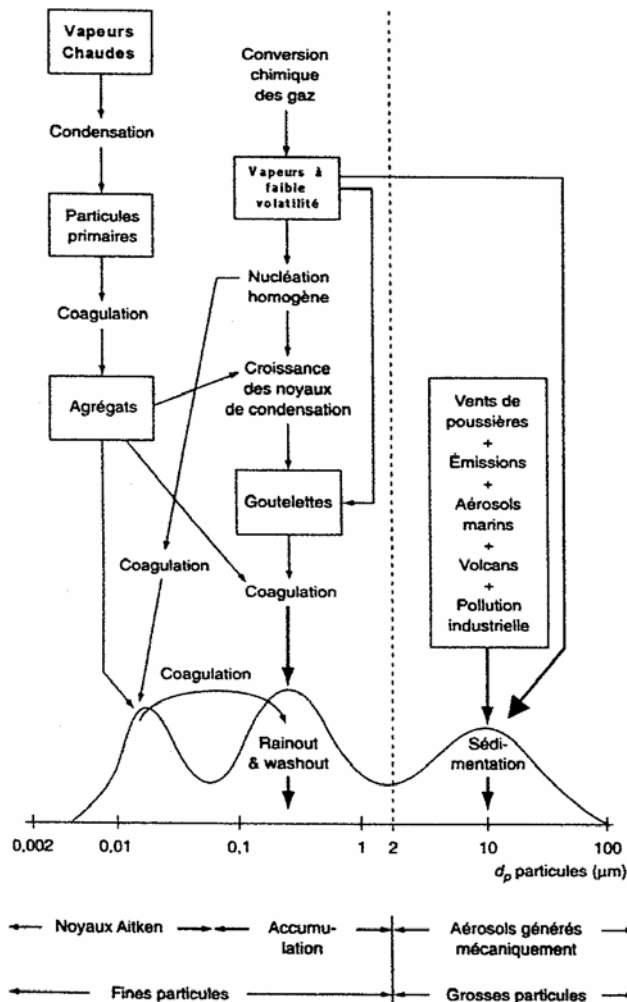 Vapeurs
Chaudes
Condensation
Particules
primaires
Coagulation
Agrégats
Conversion
chimique
des gaz
Vapeurs à
faible
volatilité
Nucléation
homogène
Croissance
des noyaux
de condensation
Goutelettes
Coagulation
Coagulation
Coagulation
Rainout
& washout
Vents de
poussières
+
Émissions
+
Aérosols
marins
+
Volcans
+
Pollution
industrielle
Sédi-
mentation
0,002 0,01 0,1 1 2 10 100
dp particules (µm)
Noyaux Aitken
Accumu-
lation
Aérosols générés
mécaniquement
Fines particules
Grosses particules